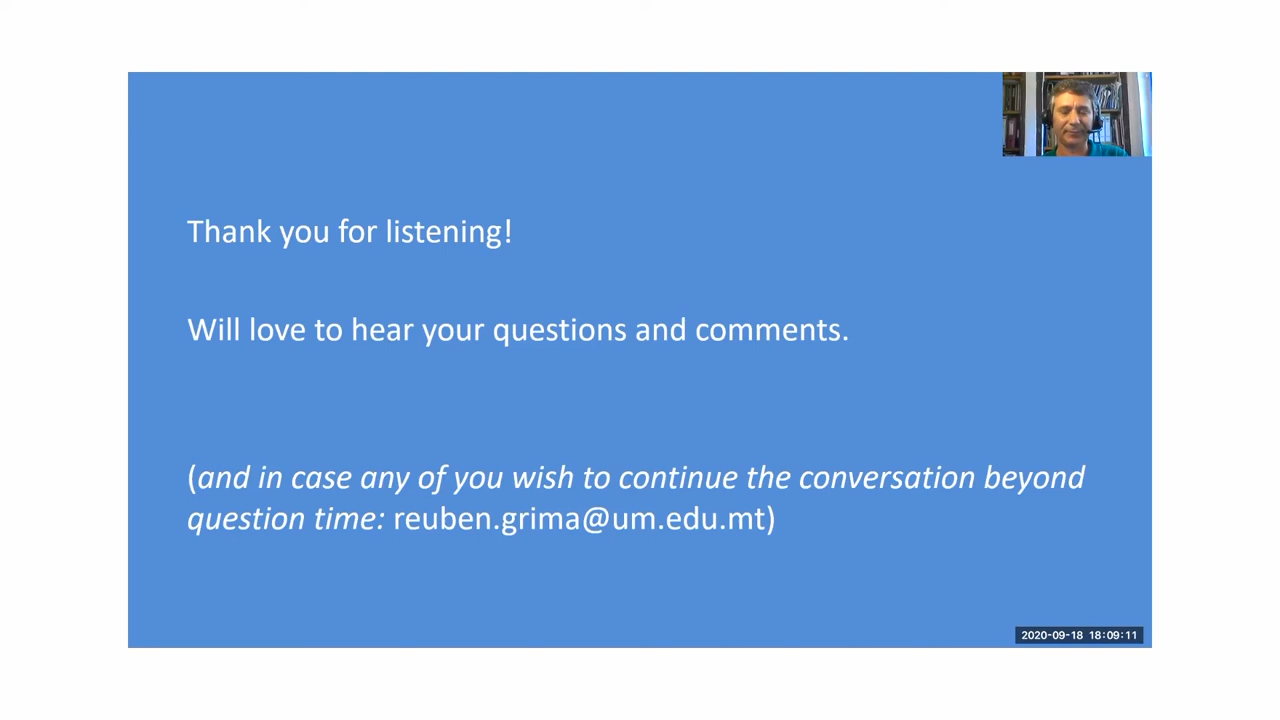 Thank you for listening!
Will love to hear your questions and comments.
(and in case any of you wish to continue the conversation beyond
question time: reuben.grima@um.edu.mt)
2020-09-18 18:09:11